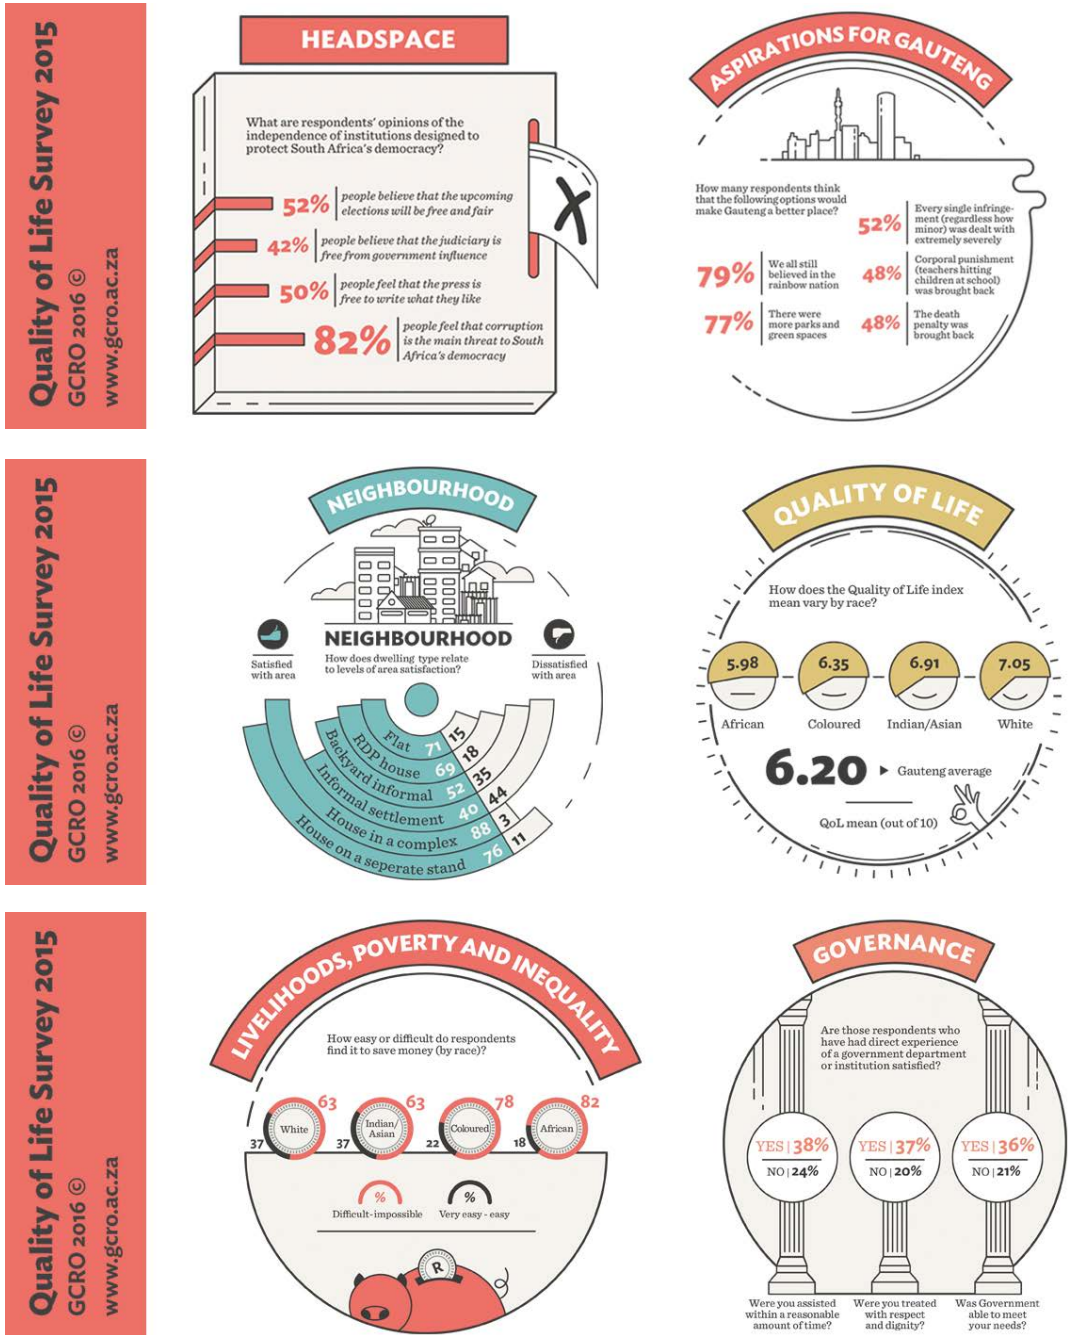 Quality of Life Survey 2015
GCRO 2016 ©
www.gcro.ac.za
HEADSPACE
What are respondents' opinions of the
independence of institutions designed to
protect South Africa's democracy?
52% people believe that the upcoming
elections will be free and fair
42% people believe that the judiciary is
free from government influence
50% people feel that the press is
free to write what they like
82% people feel that corruption
is the main threat to South
Africa's democracy
X
ASPIRATIONS FOR GAUTENG
How many respondents think
that the following options would
make Gauteng a better place?
79% We all still
believed in the
rainbow nation
77% There were
more parks and
green spaces
52% Every single infringe-
ment (regardless how
minor) was dealt with
extremely severely
48% Corporal punishment
(teachers hitting
children at school)
was brought back
48% The death
penalty was
brought back
Quality of Life Survey 2015
GCRO 2016 ©
www.gcro.ac.za
NEIGHBOURHOOD
NEIGHBOURHOOD
How does dwelling type relate
to levels of area satisfaction?
Satisfied
with area
Dissatisfied
with area
Flat 71 15
RDP house 69 18
Backyard informal 52 35
Informal settlement 40 44
House in a complex 88 3
House on a seperate stand 76 11
QUALITY OF LIFE
How does the Quality of Life index
mean vary by race?
5.98 6.35 6.91 7.05
African Coloured Indian/Asian White
6.20 Gauteng average
QoL mean (out of 10)
Quality of Life Survey 2015
GCRO 2016 ©
www.gcro.ac.za
LIVELIHOODS, POVERTY AND INEQUALITY
How easy or difficult do respondents
find it to save money (by race)?
63 63 78 82
White Indian/
Asian Coloured African
37 37 22 18
% %
Difficult-impossible Very easy - easy
R
GOVERNANCE
Are those respondents who
have had direct experience
of a government department
or institution satisfied?
YES | 38% YES | 37% YES | 36%
NO | 24% NO | 20% NO | 21%
Were you assisted
within a reasonable
amount of time?
Were you treated
with respect
and dignity?
Was Government
able to meet
your needs?